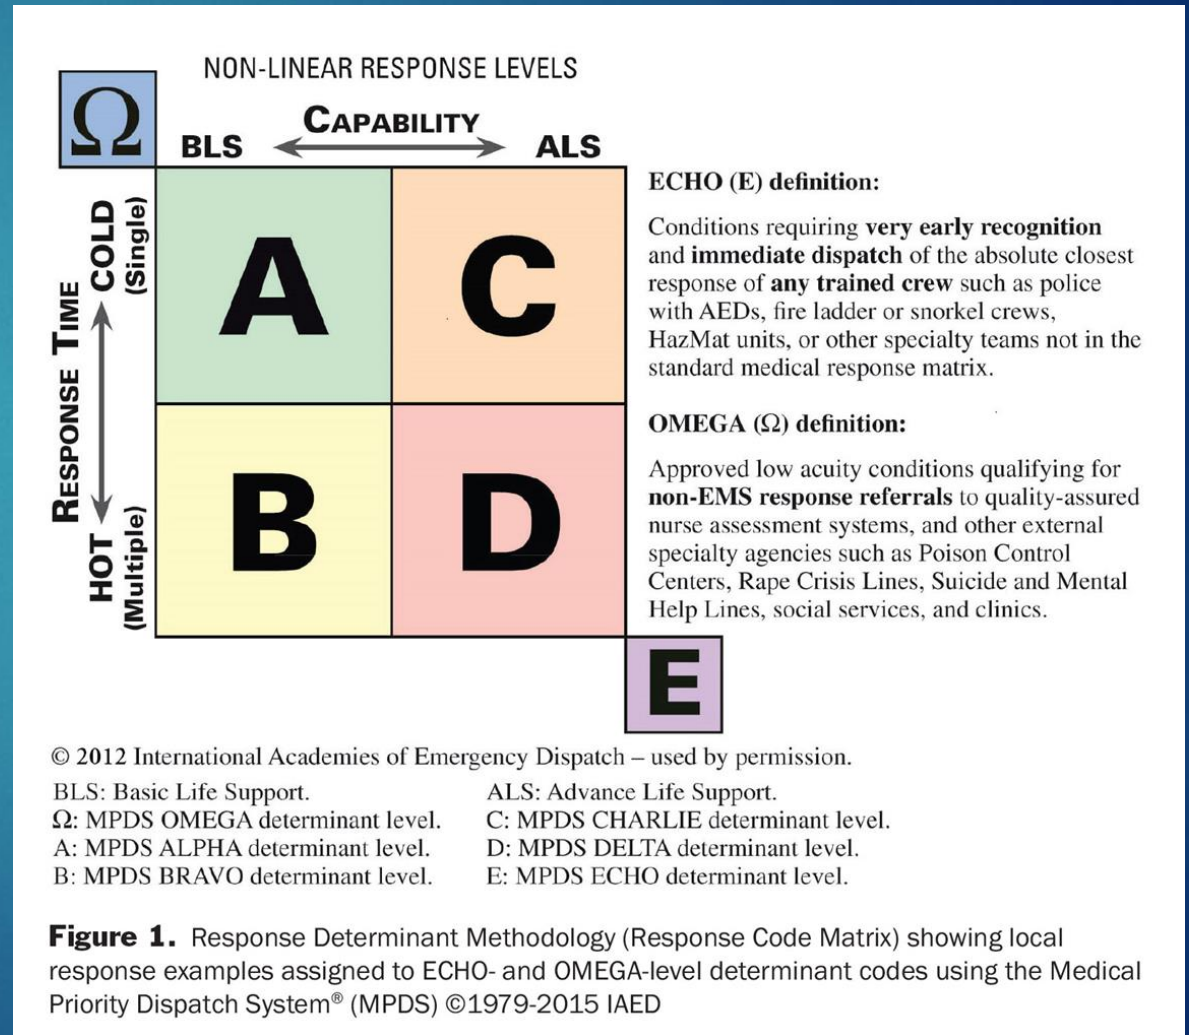 NON-LINEAR RESPONSE LEVELS
Ω
CAPABILITY
BLS
ALS
RESPONSE TIME
COLD
(Single)
HOT
(Multiple)
A
C
B
D
E
ECHO (E) definition:
Conditions requiring very early recognition
and immediate dispatch of the absolute closest
response of any trained crew such as police
with AEDs, fire ladder or snorkel crews,
HazMat units, or other specialty teams not in the
standard medical response matrix.
OMEGA (Ω) definition:
Approved low acuity conditions qualifying for
non-EMS response referrals to quality-assured
nurse assessment systems, and other external
specialty agencies such as Poison Control
Centers, Rape Crisis Lines, Suicide and Mental
Help Lines, social services, and clinics.
© 2012 International Academies of Emergency Dispatch – used by permission.
BLS: Basic Life Support.
Ω: MPDS OMEGA determinant level.
A: MPDS ALPHA determinant level.
B: MPDS BRAVO determinant level.
ALS: Advance Life Support.
C: MPDS CHARLIE determinant level.
D: MPDS DELTA determinant level.
E: MPDS ECHO determinant level.
Figure 1. Response Determinant Methodology (Response Code Matrix) showing local
response examples assigned to ECHO- and OMEGA-level determinant codes using the Medical
Priority Dispatch System® (MPDS) ©1979-2015 IAED